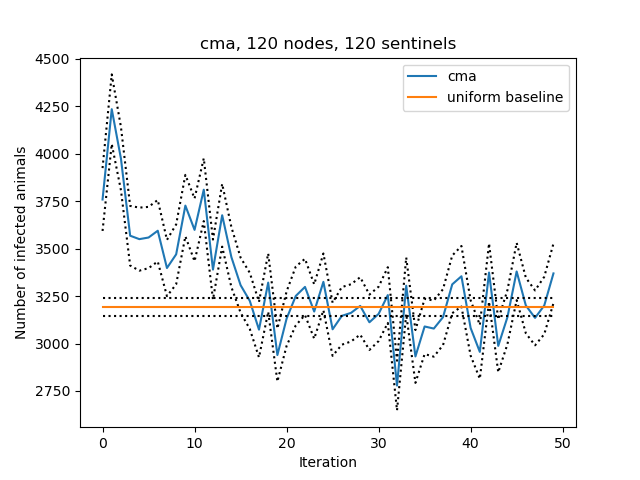 cma, 120 nodes, 120 sentinels
4500
4250
4000
3750
3500
3250
3000
2750
Number of infected animals
cma
uniform baseline
0
10
20
30
40
50
Iteration